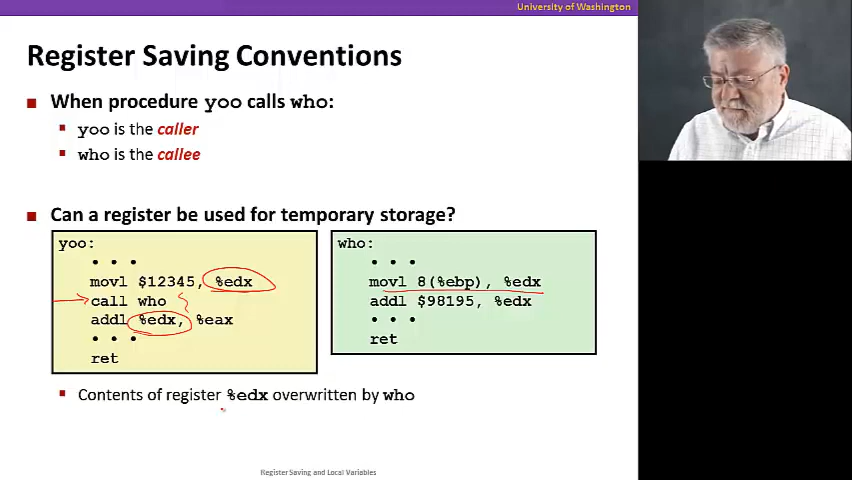 University of Washington
Register Saving Conventions
When procedure yoo calls who:
yoo is the caller
who is the callee
Can a register be used for temporary storage?
yoo:
• • •
movl $12345, %edx
call who
addl %edx, %eax
• • •
ret
who:
• • •
movl 8(%ebp), %edx
addl $98195, %edx
• • •
ret
Contents of register %edx overwritten by who
Register Saving and Local Variables